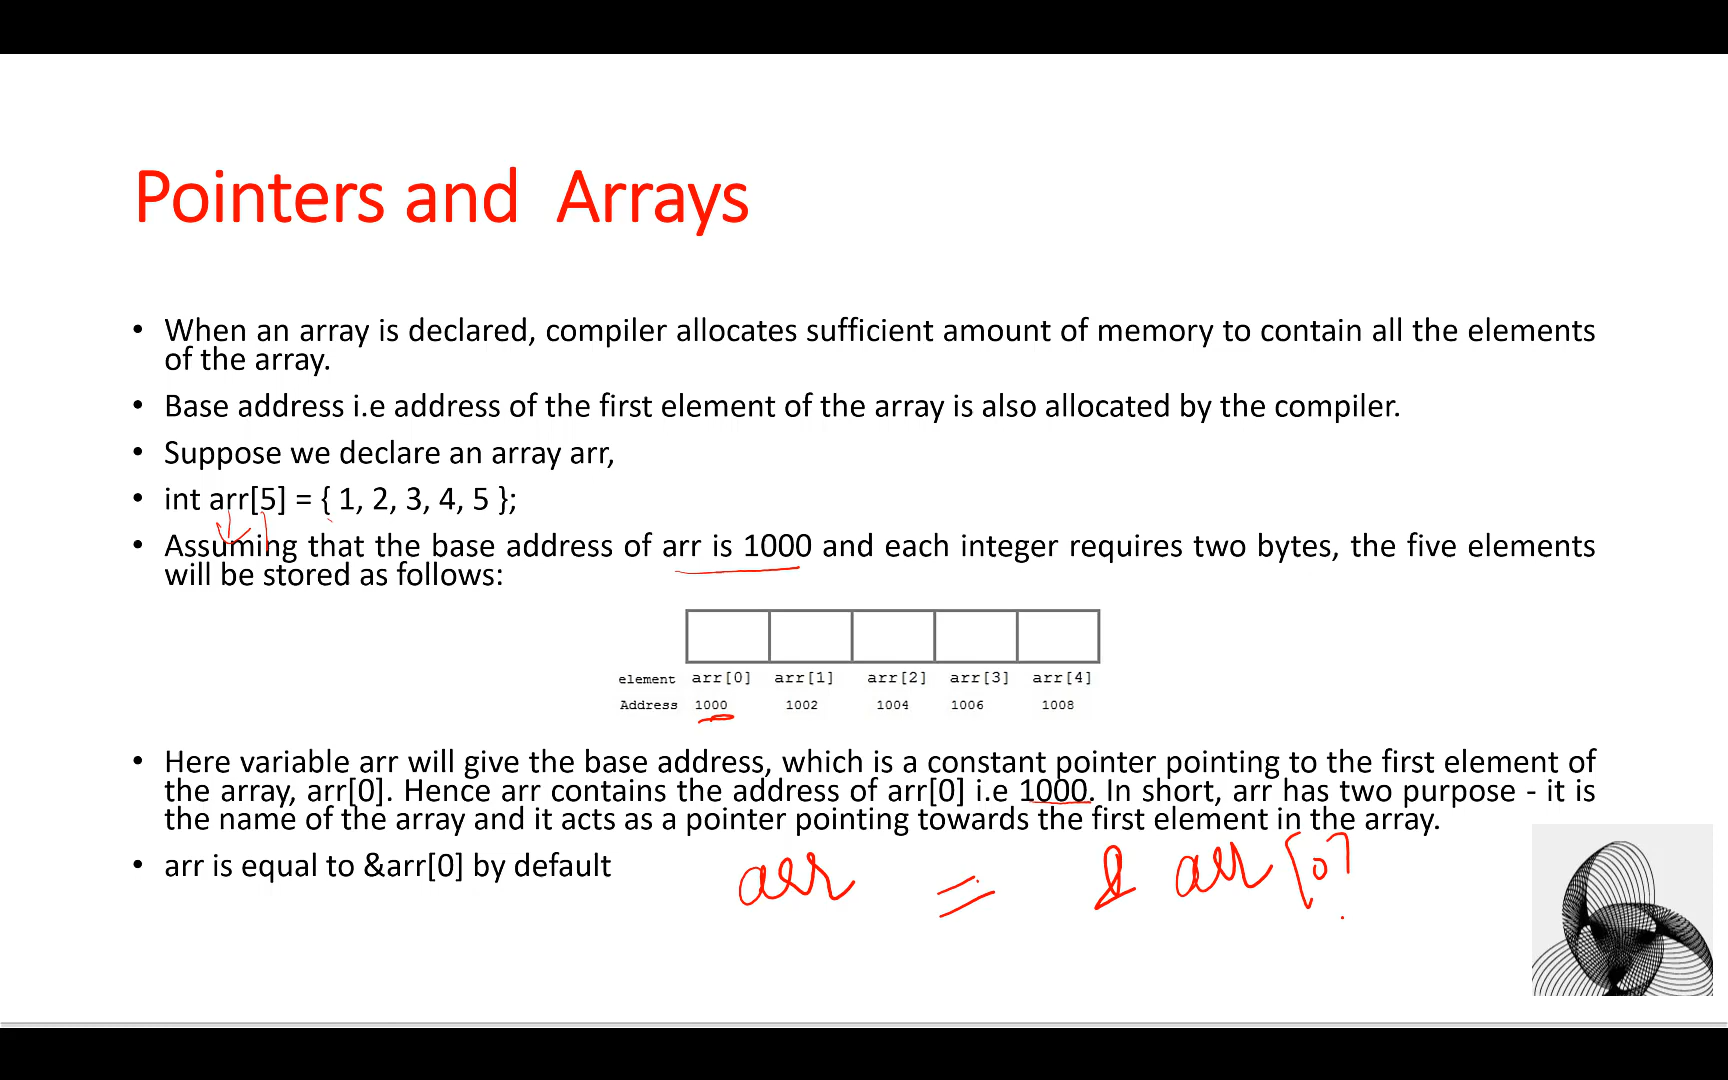 Pointers and Arrays
• When an array is declared, compiler allocates sufficient amount of memory to contain all the elements
of the array.
• Base address i.e address of the first element of the array is also allocated by the compiler.
• Suppose we declare an array arr,
• int arr[5] = { 1, 2, 3, 4, 5 };
• Assuming that the base address of arr is 1000 and each integer requires two bytes, the five elements
will be stored as follows:
element arr[0] arr[1] arr[2] arr[3] arr[4]
Address 1000 1002 1004 1006 1008
• Here variable arr will give the base address, which is a constant pointer pointing to the first element of
the array, arr[0]. Hence arr contains the address of arr[0] i.e 1000. In short, arr has two purpose - it is
the name of the array and it acts as a pointer pointing towards the first element in the array.
• arr is equal to &arr[0] by default
arr = & arr [0]